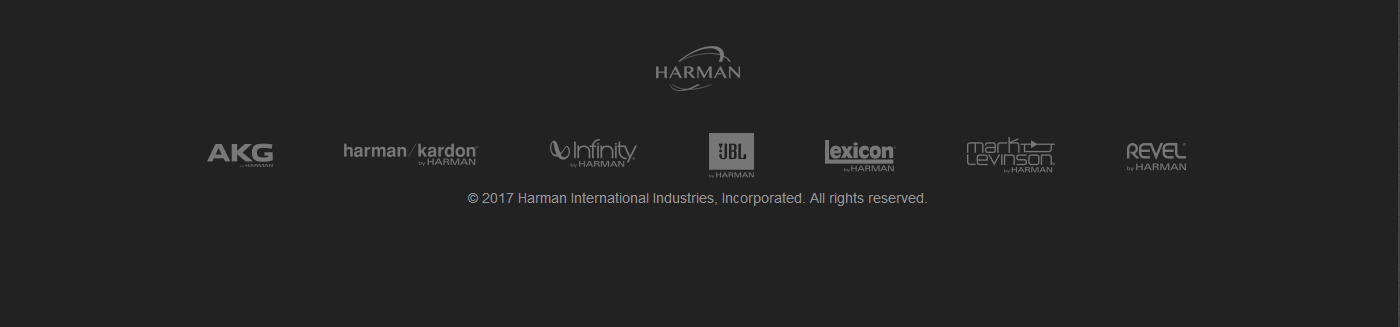 HARMAN
AKG by HARMAN
harman/kardon® by HARMAN
Infinity® by HARMAN
JBL by HARMAN
lexicon® by HARMAN
mark Levinson® by HARMAN
REVEL® by HARMAN
© 2017 Harman International Industries, Incorporated. All rights reserved.